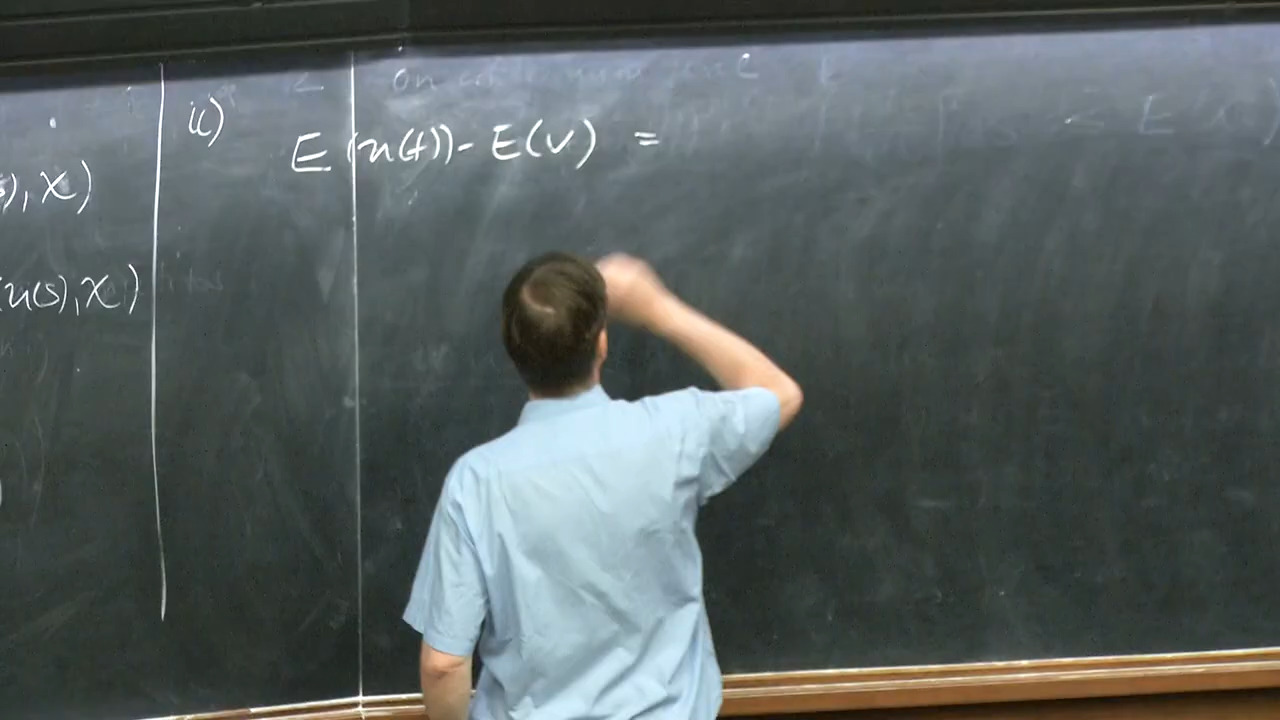 ), x)
u(s), x)
ii)
E(u(t)) - E(v) =